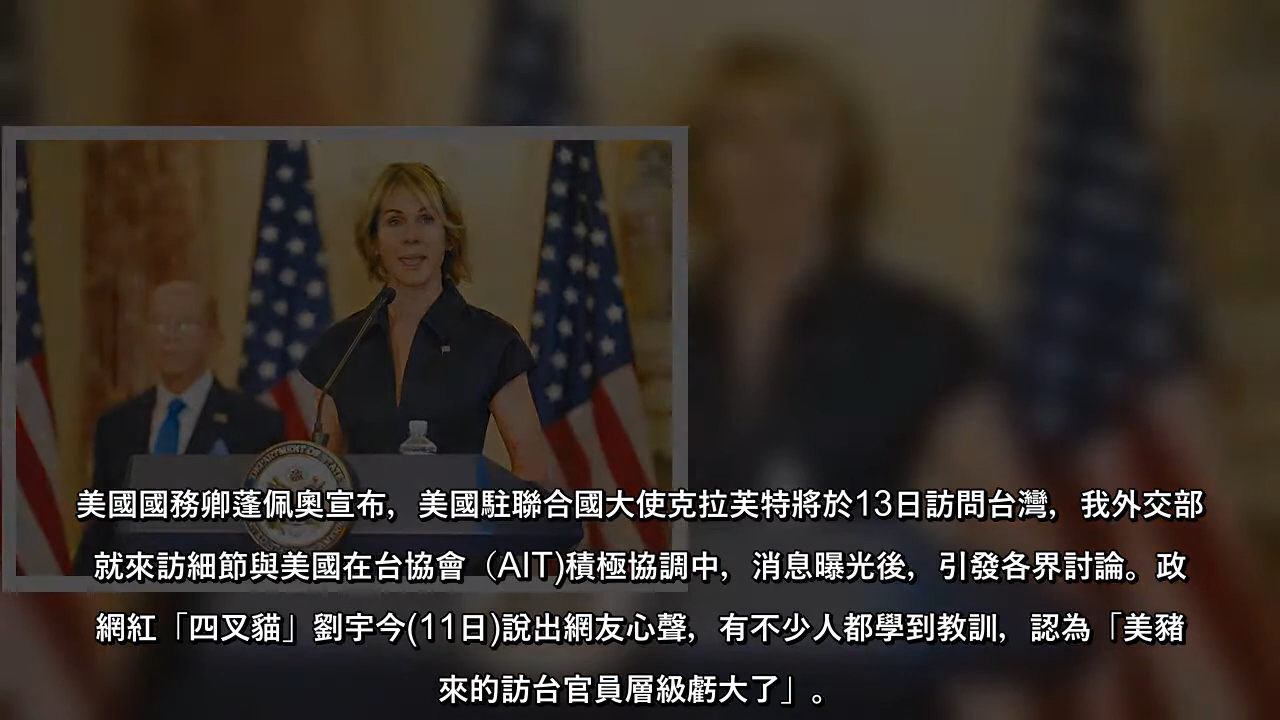 美國國務卿蓬佩奧宣布，美國駐聯合國大使克拉芙特將於13日訪問台灣，我外交部
就來訪細節與美國在台協會（AIT)積極協調中，消息曝光後，引發各界討論。政
網紅「四叉貓」劉宇今(11日)說出網友心聲，有不少人都學到教訓，認為「美豬
來的訪台官員層級虧大了」。
DEPARTMENT OF STATE